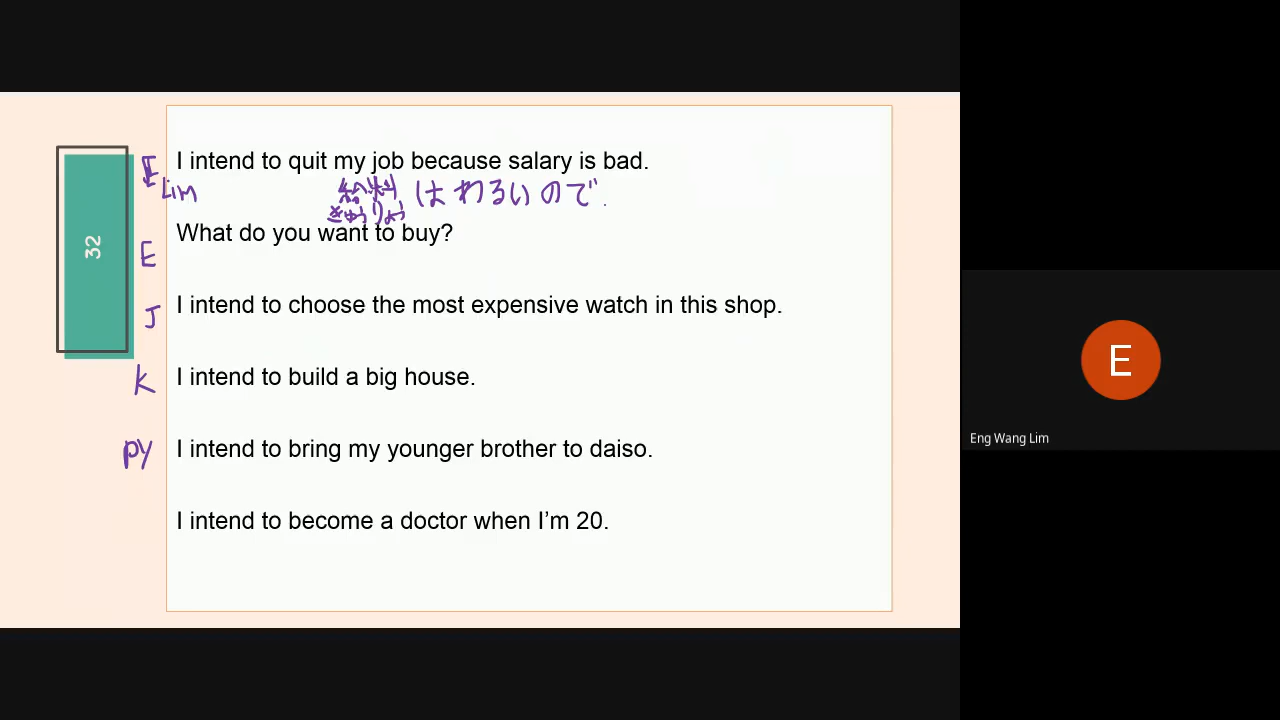 E I intend to quit my job because salary is bad.
Lim 給料 は わるい ので
きゅうりょう
E What do you want to buy?
32
J I intend to choose the most expensive watch in this shop.
K I intend to build a big house.
PY I intend to bring my younger brother to daiso.
I intend to become a doctor when I'm 20.
E
Eng Wang Lim